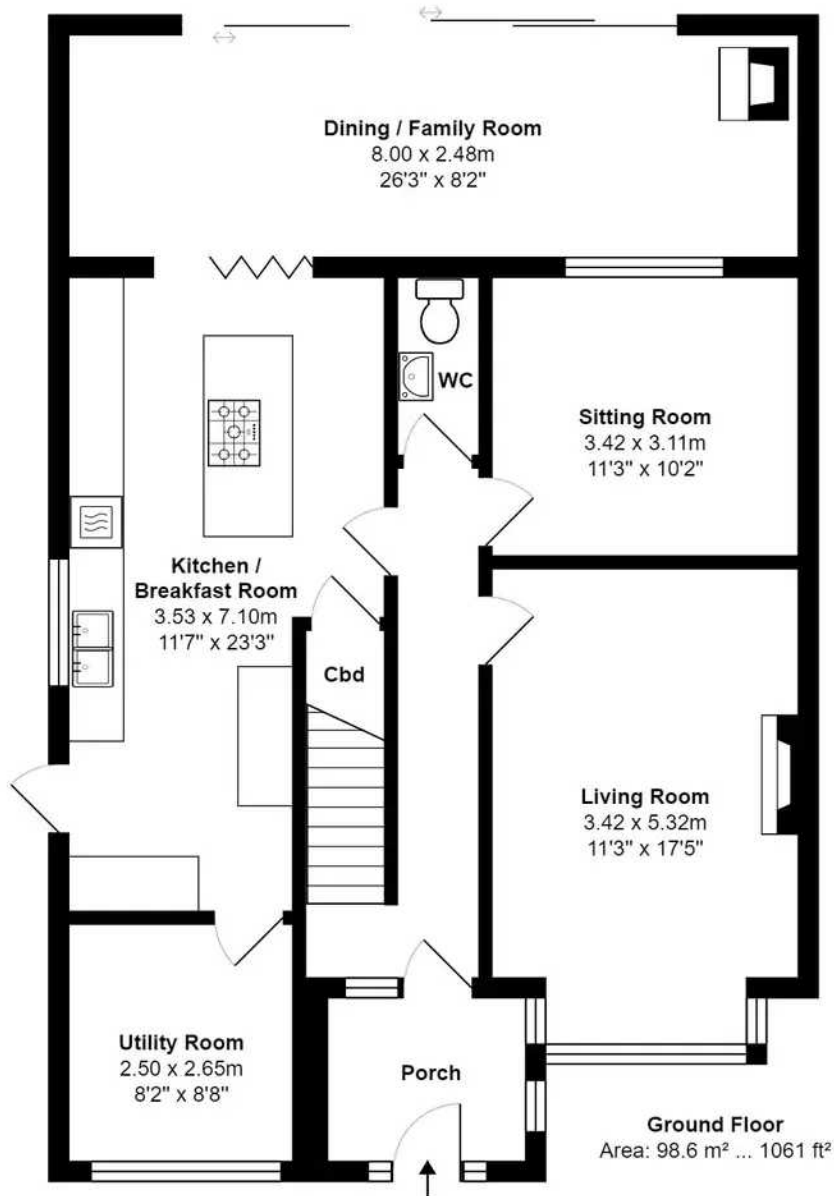 Dining / Family Room
8.00 x 2.48m
26'3" x 8'2"
WC
Sitting Room
3.42 x 3.11m
11'3" x 10'2"
Kitchen /
Breakfast Room
3.53 x 7.10m
11'7" x 23'3"
Cbd
Living Room
3.42 x 5.32m
11'3" x 17'5"
Utility Room
2.50 x 2.65m
8'2" x 8'8"
Porch
Ground Floor
Area: 98.6 m² ... 1061 ft²